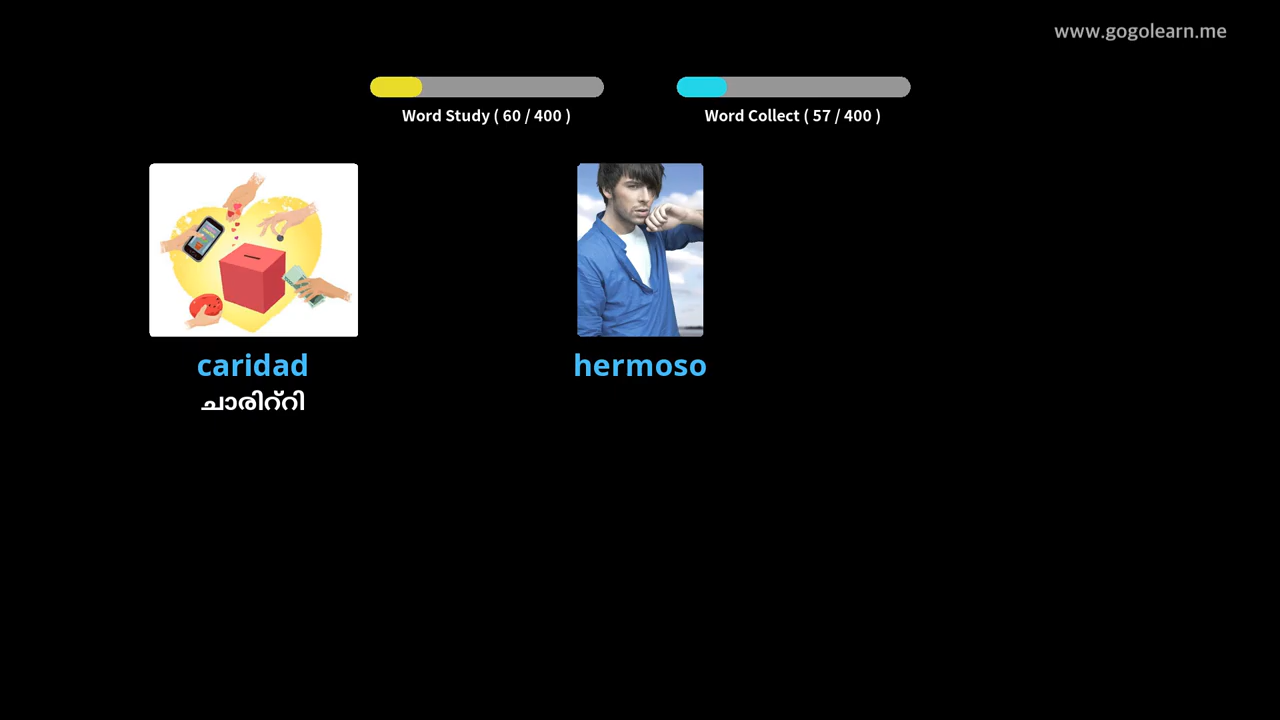 www.gogolearn.me
Word Study ( 60 / 400 )
Word Collect ( 57 / 400 )
caridad
ചാരിറ്റി
hermoso